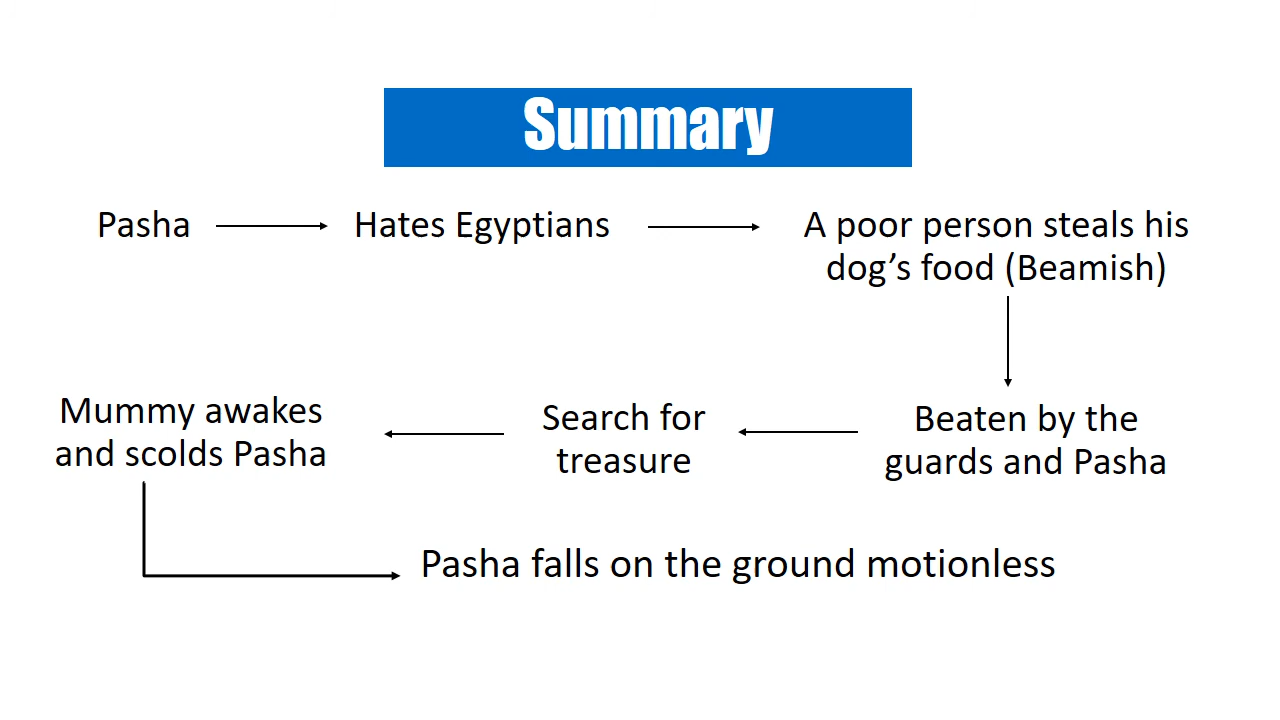 Summary
Pasha
Hates Egyptians
A poor person steals his
dog’s food (Beamish)
Beaten by the
guards and Pasha
Search for
treasure
Mummy awakes
and scolds Pasha
Pasha falls on the ground motionless